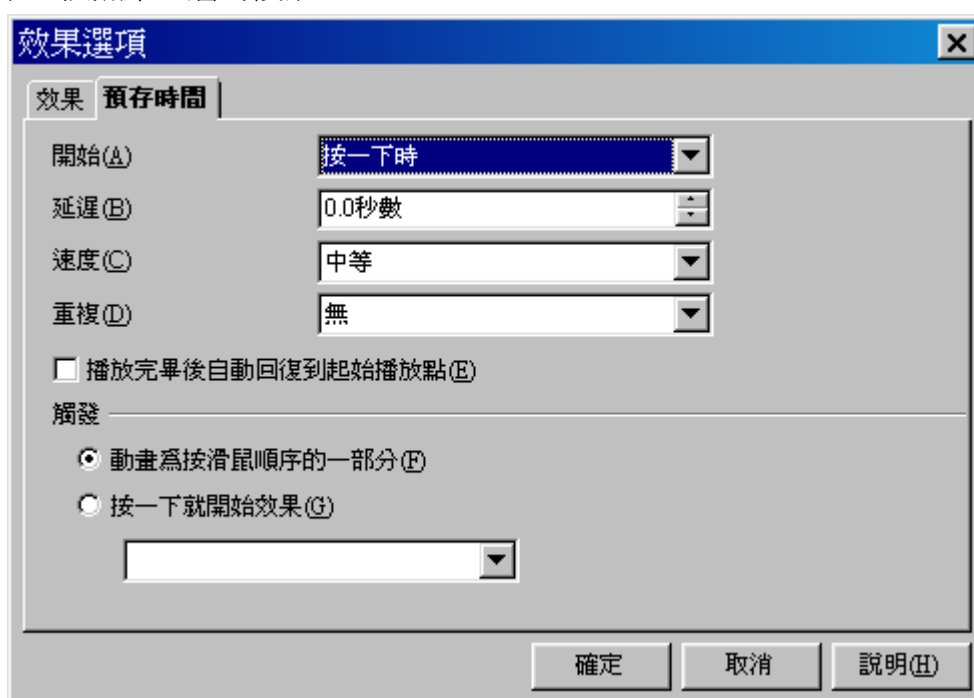 效果選項
效果 預存時間
開始(A) 按一下時
延遲(B) 0.0秒數
速度(C) 中等
重複(D) 無
播放完畢後自動回復到起始播放點(E)
觸發
動畫爲按滑鼠順序的一部分(F)
按一下就開始效果(G)
確定 取消 說明(H)